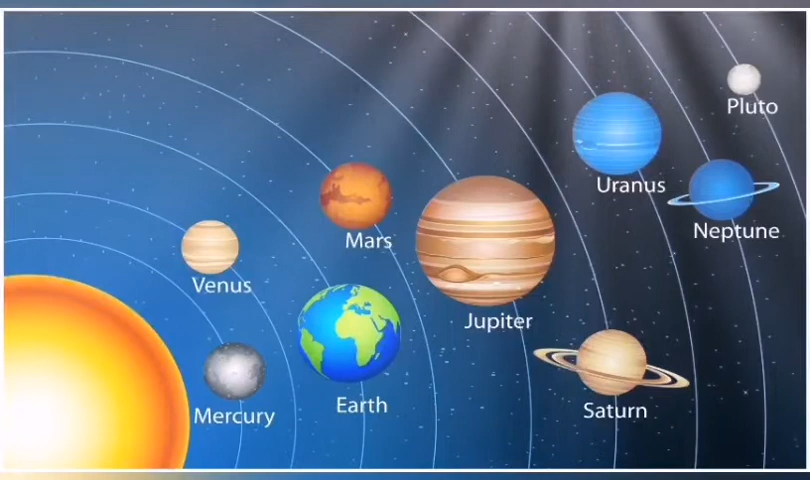 Pluto
Uranus
Neptune
Mars
Venus
Jupiter
Mercury
Earth
Saturn